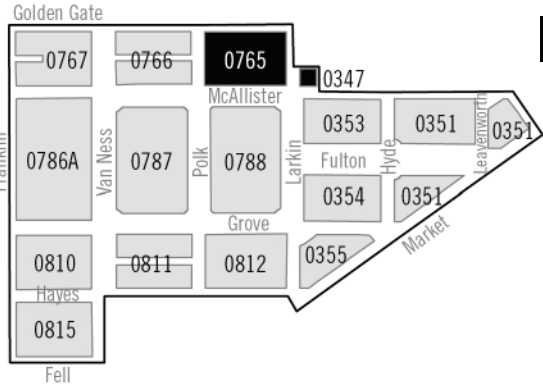 Golden Gate
0767
0766
0765
0347
McAllister
0353
0351
Leavenworth
0351
Van Ness
0786A
0787
Polk
0788
Larkin
Fulton
Hyde
0354
0351
Market
Grove
0810
0811
0812
0355
Hayes
0815
Fell